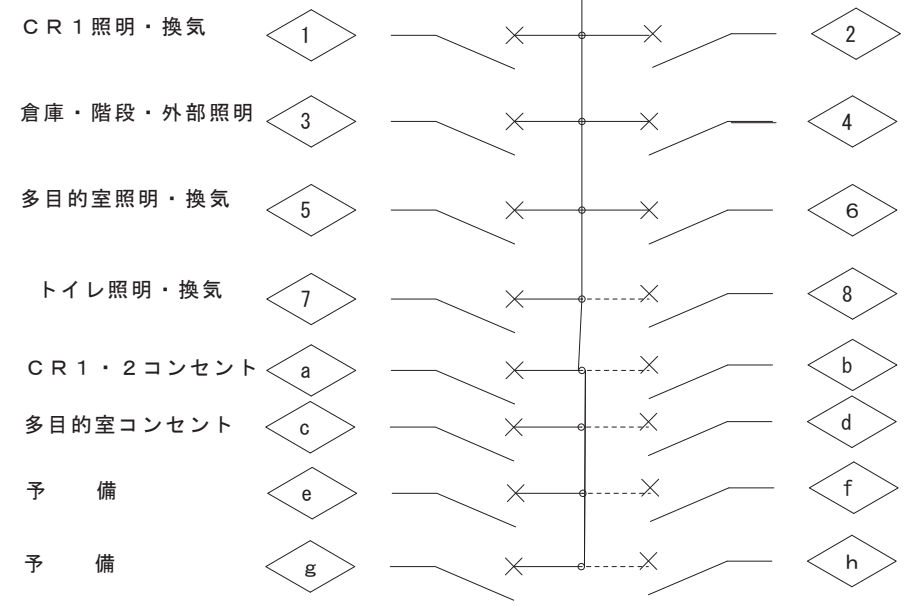 ＣＲ１照明・換気 1 2
倉庫・階段・外部照明 3 4
多目的室照明・換気 5 6
トイレ照明・換気 7 8
ＣＲ１・２コンセント a b
多目的室コンセント c d
予　備 e f
予　備 g h